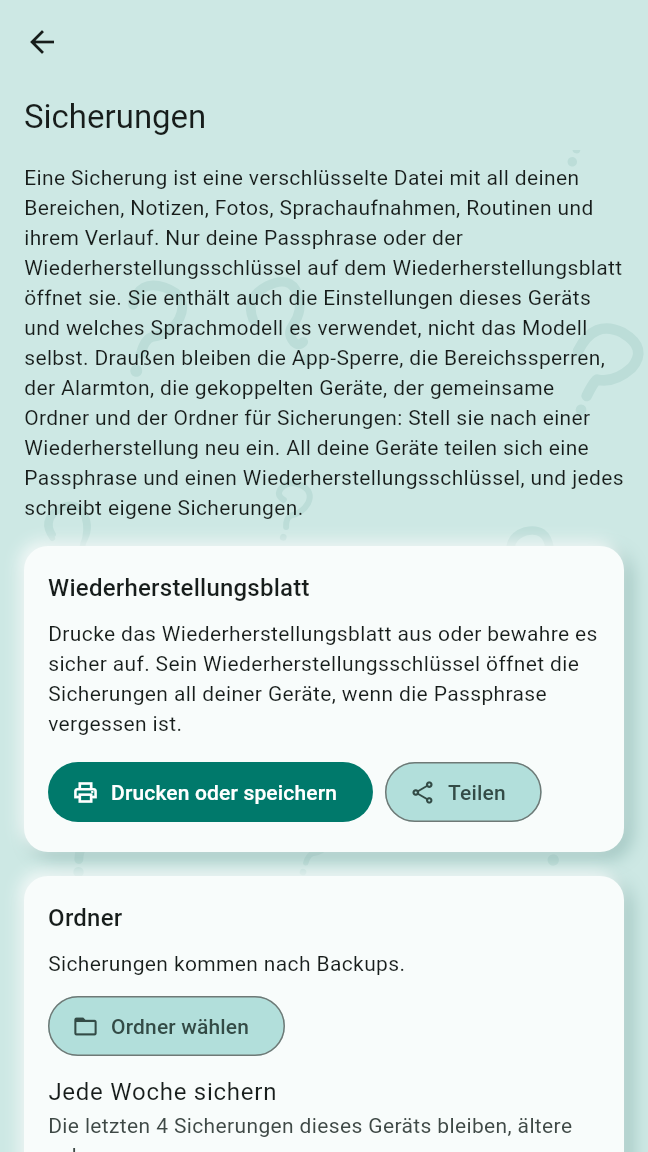 Sicherungen
Eine Sicherung ist eine verschlüsselte Datei mit all deinen
Bereichen, Notizen, Fotos, Sprachaufnahmen, Routinen und
ihrem Verlauf. Nur deine Passphrase oder der
Wiederherstellungsschlüssel auf dem Wiederherstellungsblatt
öffnet sie. Sie enthält auch die Einstellungen dieses Geräts
und welches Sprachmodell es verwendet, nicht das Modell
selbst. Draußen bleiben die App-Sperre, die Bereichssperren,
der Alarmton, die gekoppelten Geräte, der gemeinsame
Ordner und der Ordner für Sicherungen: Stell sie nach einer
Wiederherstellung neu ein. All deine Geräte teilen sich eine
Passphrase und einen Wiederherstellungsschlüssel, und jedes
schreibt eigene Sicherungen.
Wiederherstellungsblatt
Drucke das Wiederherstellungsblatt aus oder bewahre es
sicher auf. Sein Wiederherstellungsschlüssel öffnet die
Sicherungen all deiner Geräte, wenn die Passphrase
vergessen ist.
Drucken oder speichern
Teilen
Ordner
Sicherungen kommen nach Backups.
Ordner wählen
Jede Woche sichern
Die letzten 4 Sicherungen dieses Geräts bleiben, ältere